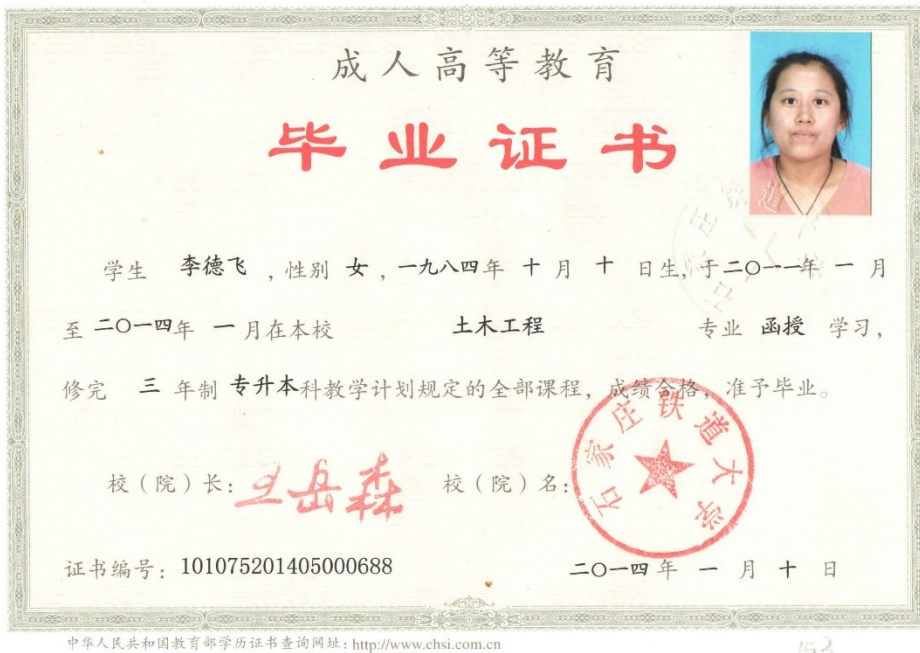 成人高等教育
毕业证书
学生 李德飞 ，性别 女，一九八四年 十 月 十 日生，于二〇一一年 一 月
至 二〇一四年 一 月在本校 土木工程 专业 函授 学习，
修完 三 年制 专升本科教学计划规定的全部课程，成绩合格，准予毕业。
校（院）长：王岳森 校（院）名：
石家庄铁道大学
证书编号：101075201405000688 二〇一四 年 一 月 十 日
中华人民共和国教育部学历证书查询网址：http://www.chsi.com.cn